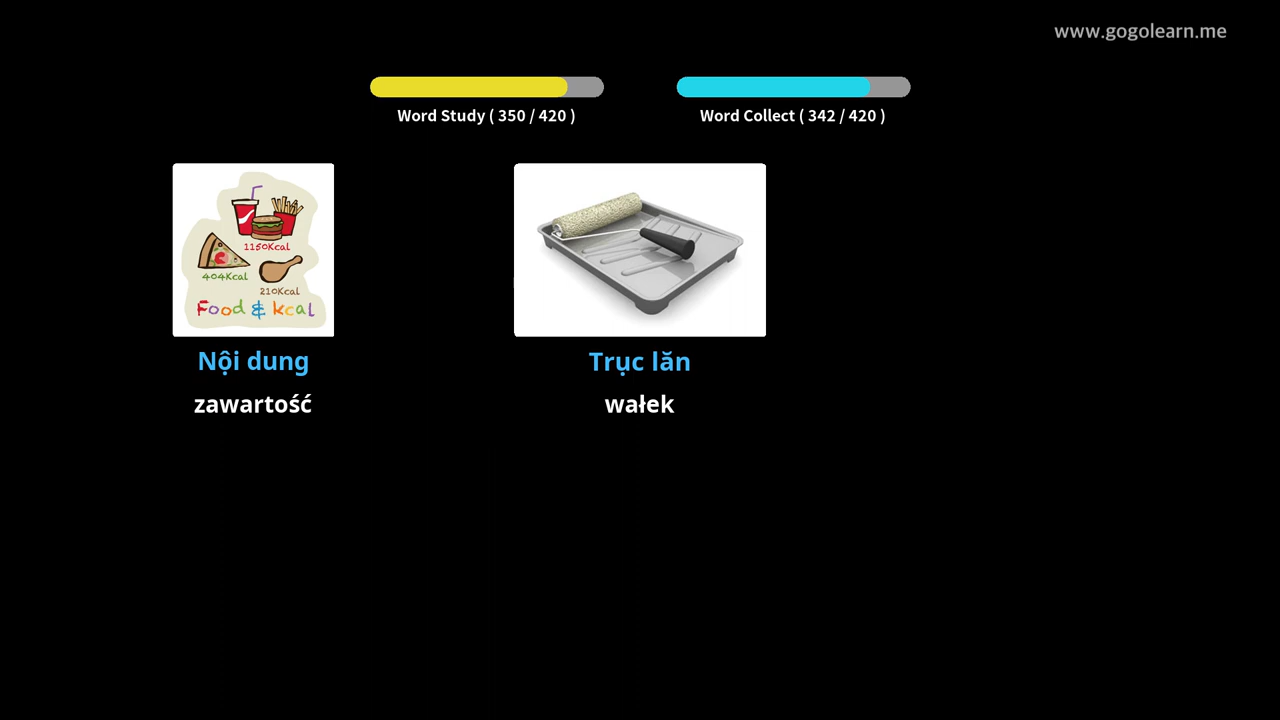 www.gogolearn.me
Word Study ( 350 / 420 )
Word Collect ( 342 / 420 )
1150Kcal
404Kcal
210Kcal
Food & kcal
Nội dung
zawartość
Trục lăn
wałek